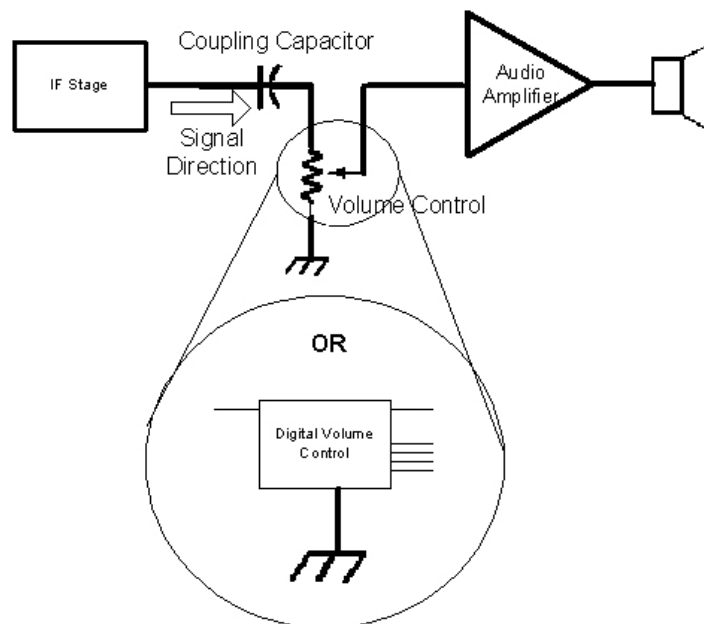 Coupling Capacitor
IF Stage
Audio
Amplifier
Signal
Direction
Volume Control
OR
Digital Volume
Control